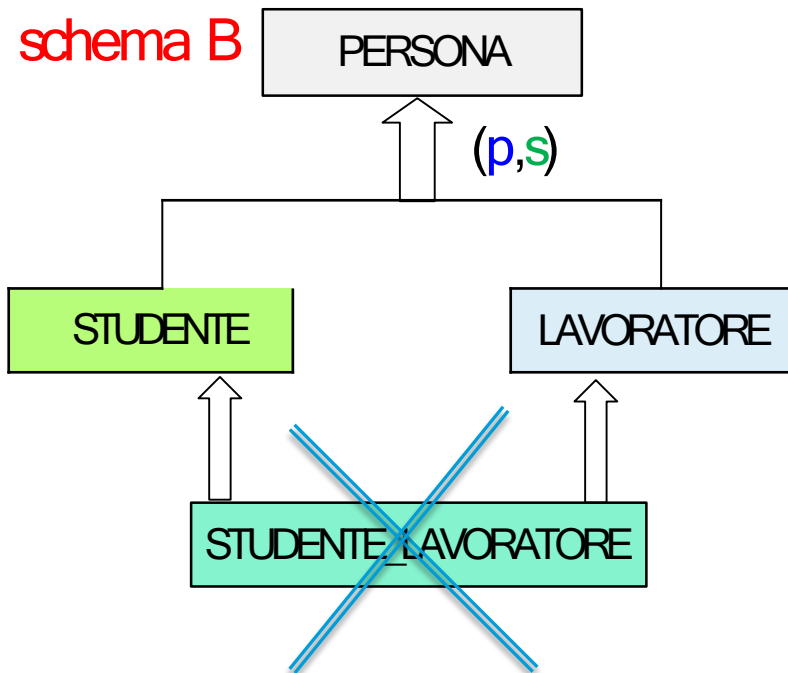 schema B
PERSONA
(p,s)
STUDENTE
LAVORATORE
STUDENTE_LAVORATORE